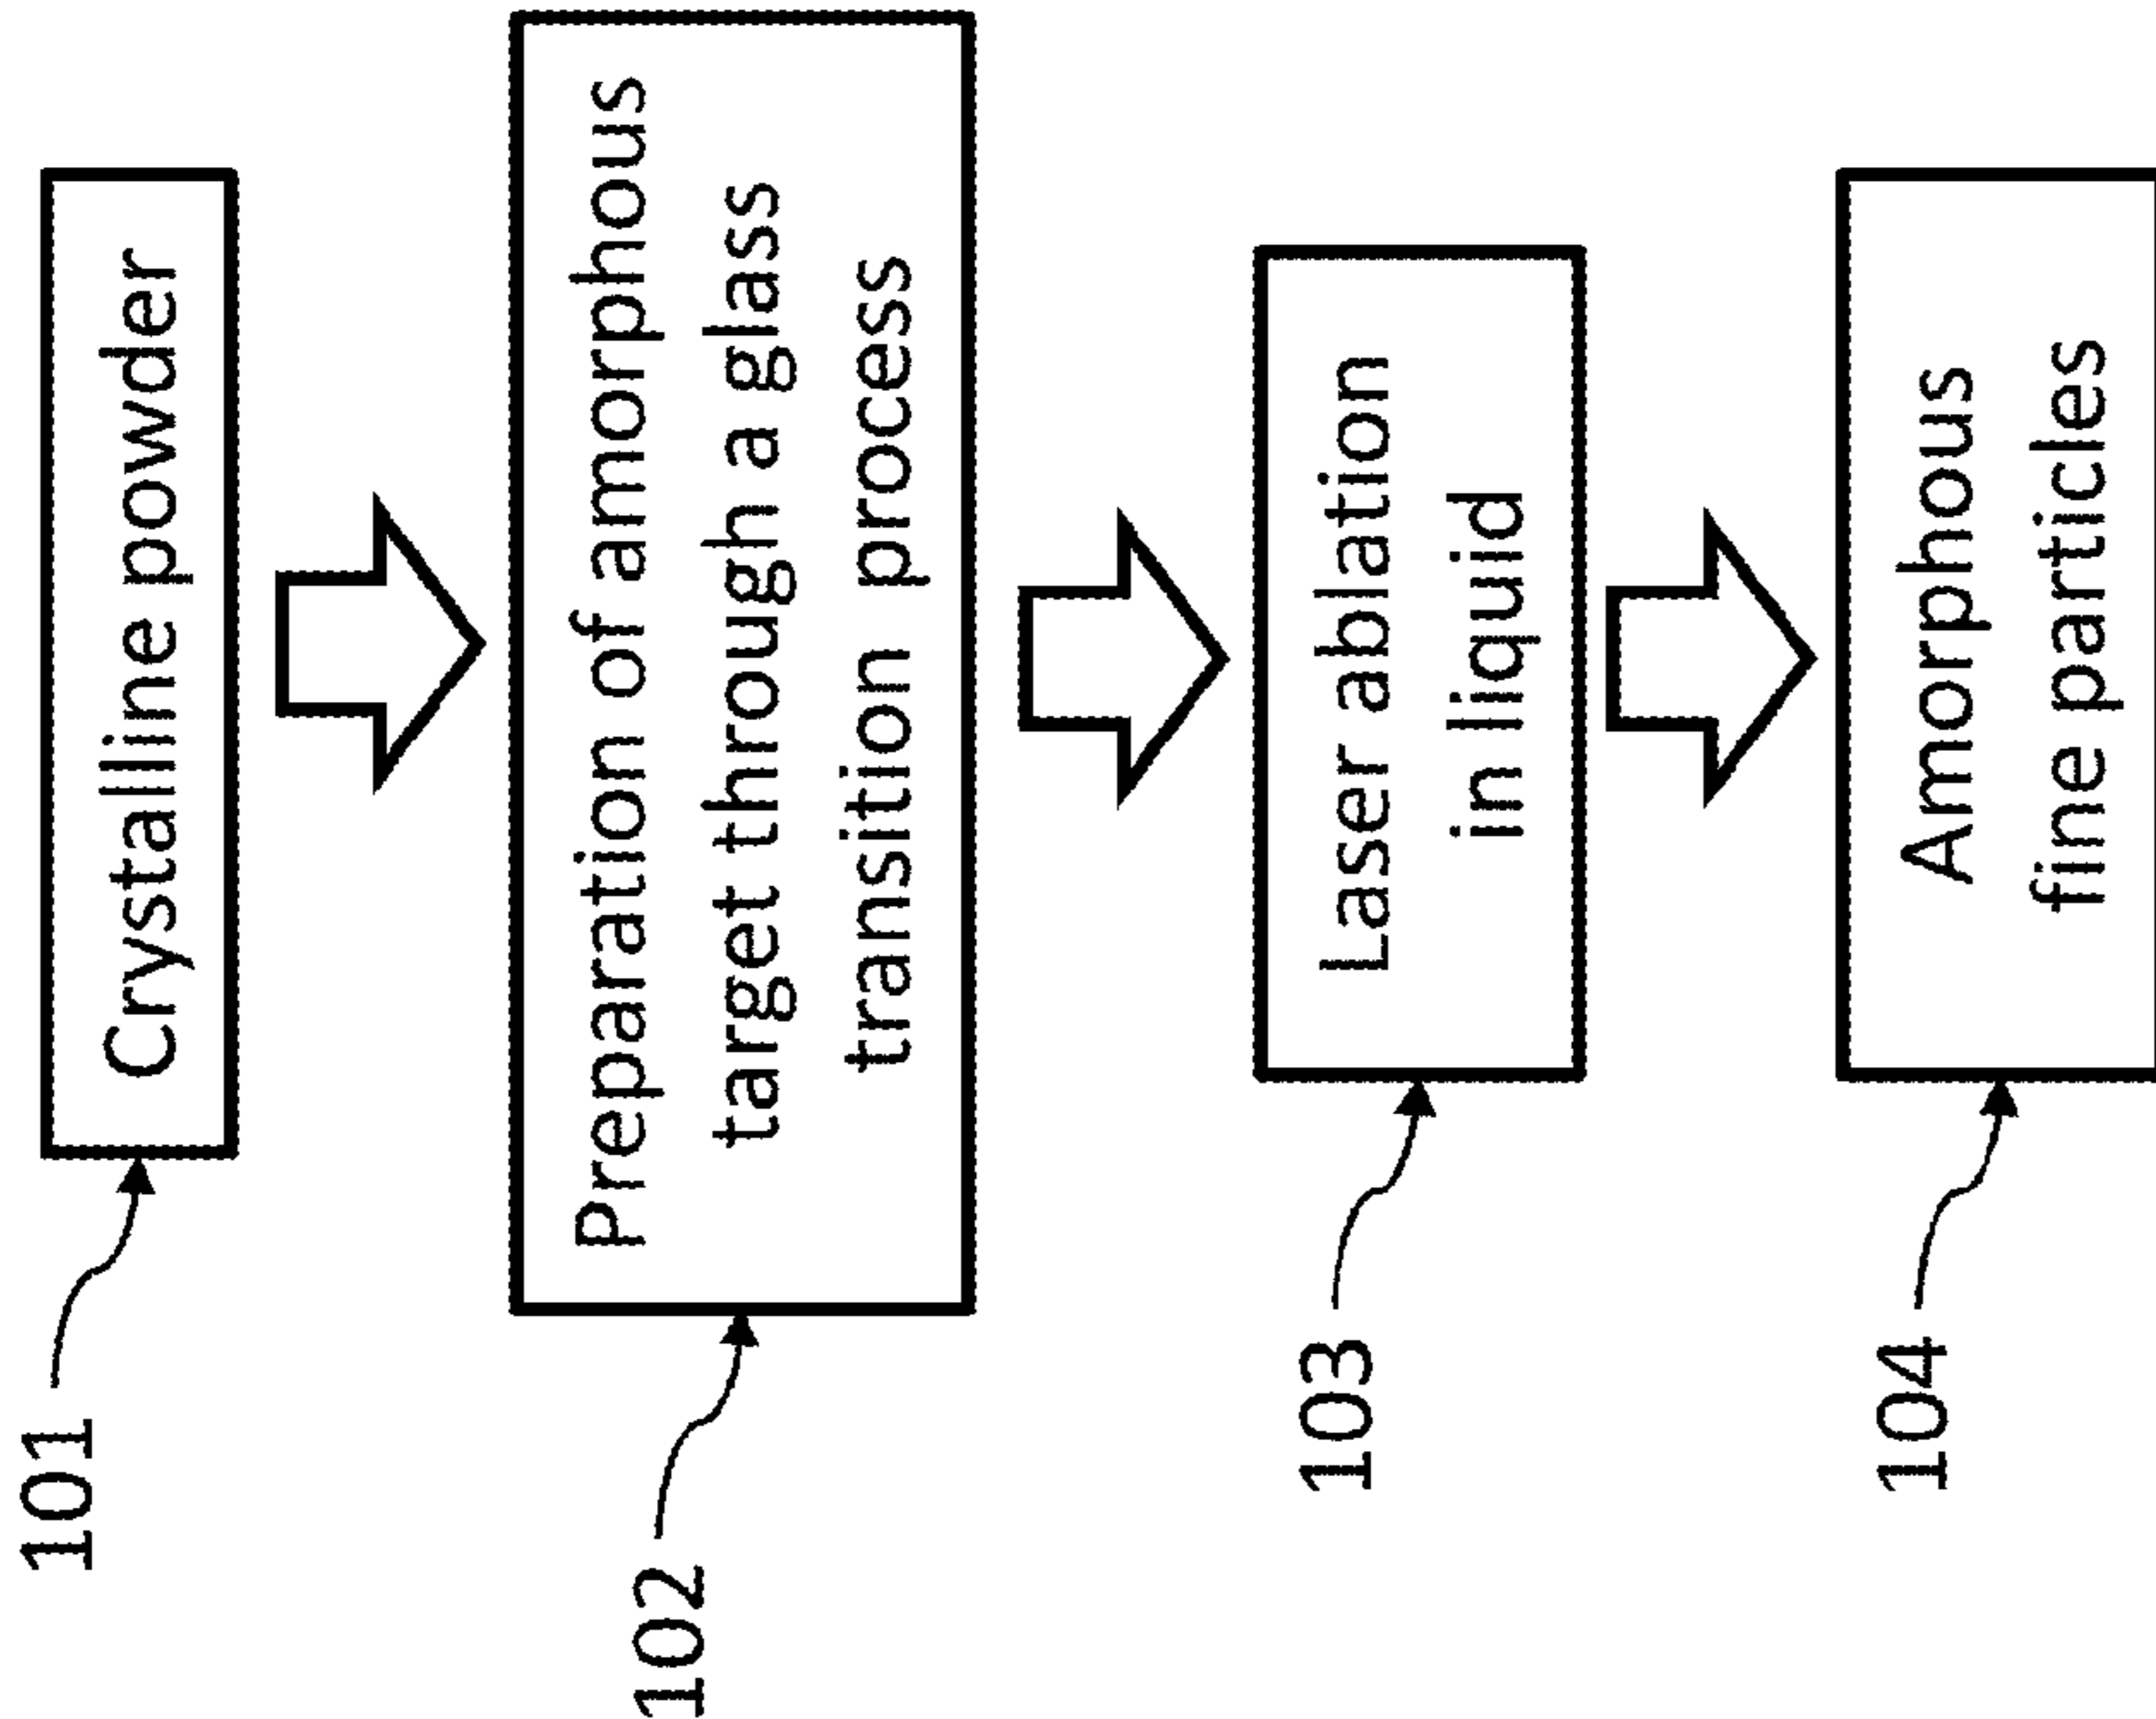 101
Crystalline powder
102
Preparation of amorphous
target through a glass
transition process
103
Laser ablation
in liquid
104
Amorphous
fine particles